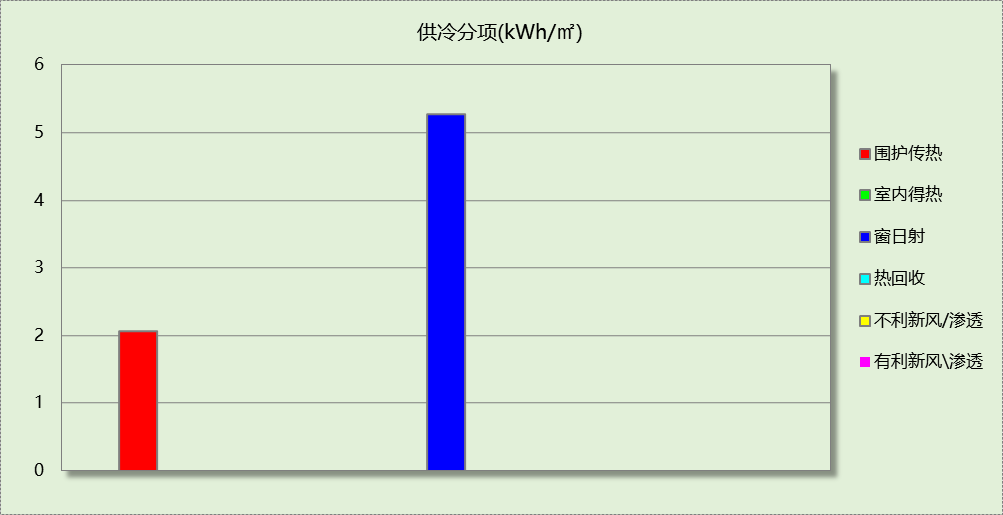 供冷分项(kWh/㎡)
6
5
4
3
2
1
0
围护传热
室内得热
窗日射
热回收
不利新风/渗透
有利新风\渗透